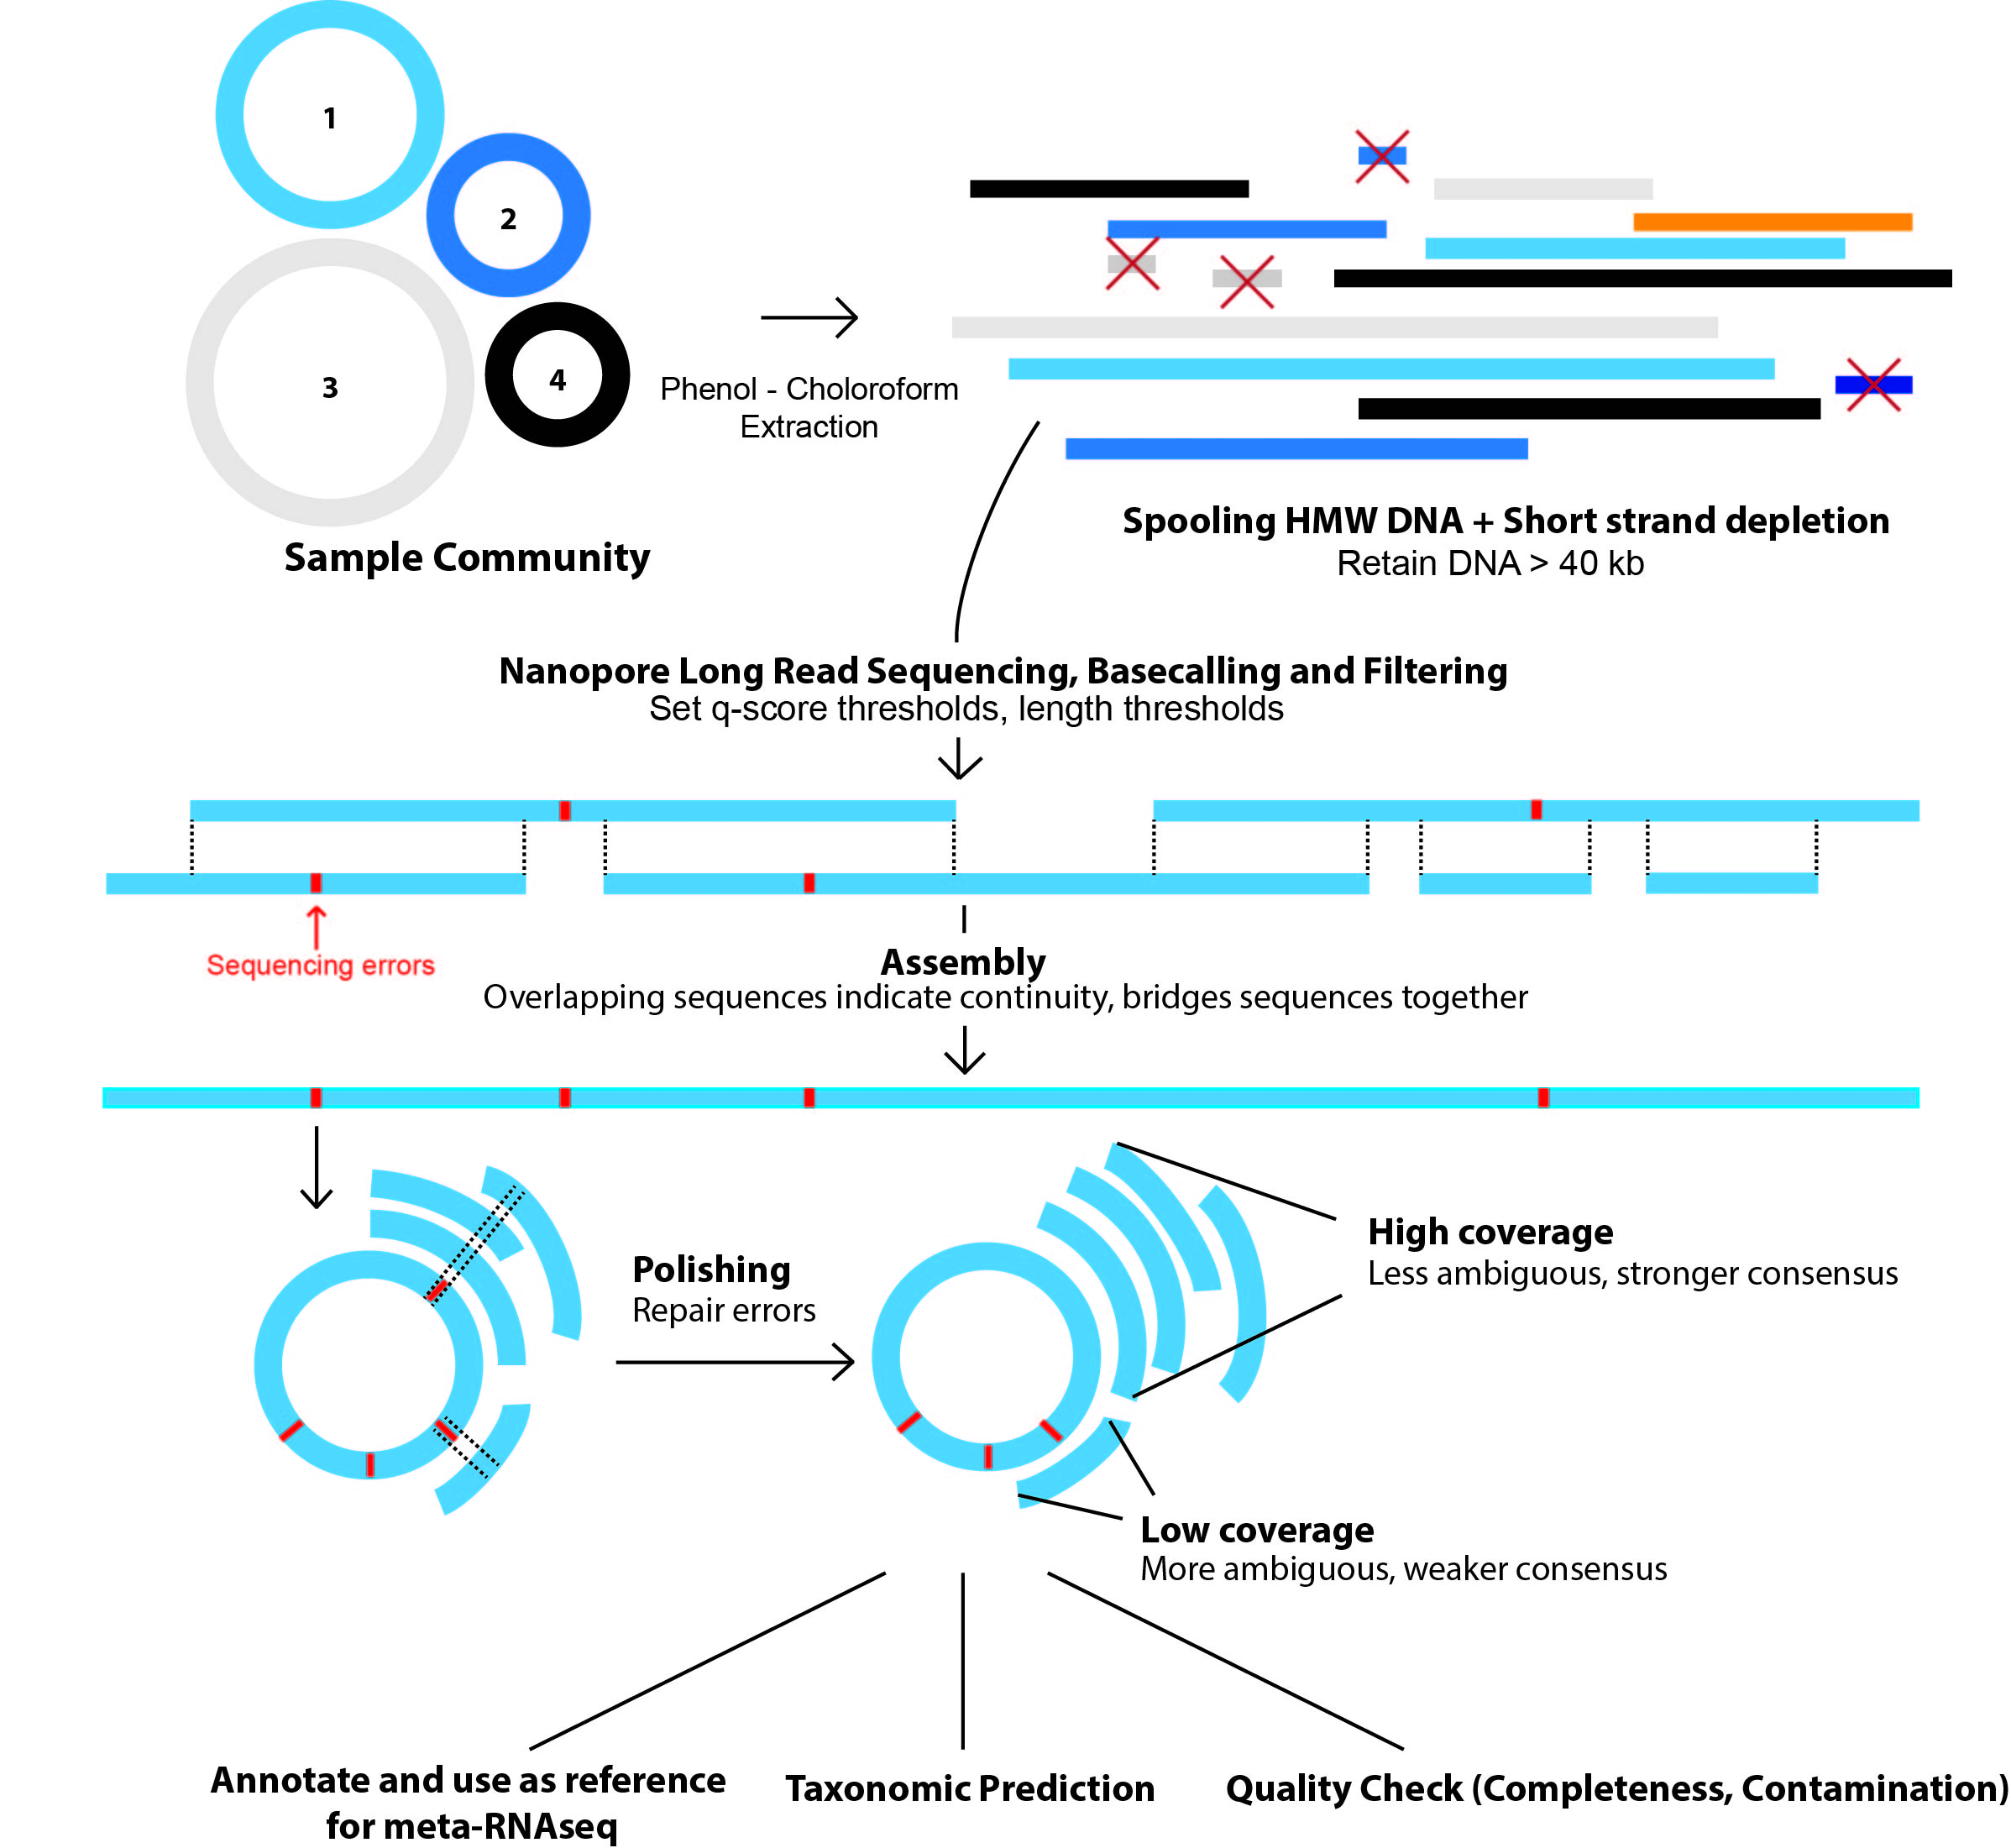 1
2
3
4
Sample Community
Phenol - Choloroform
Extraction
Spooling HMW DNA + Short strand depletion
Retain DNA > 40 kb
Nanopore Long Read Sequencing, Basecalling and Filtering
Set q-score thresholds, length thresholds
Sequencing errors
Assembly
Overlapping sequences indicate continuity, bridges sequences together
Polishing
Repair errors
High coverage
Less ambiguous, stronger consensus
Low coverage
More ambiguous, weaker consensus
Annotate and use as reference
for meta-RNAseq
Taxonomic Prediction
Quality Check (Completeness, Contamination)